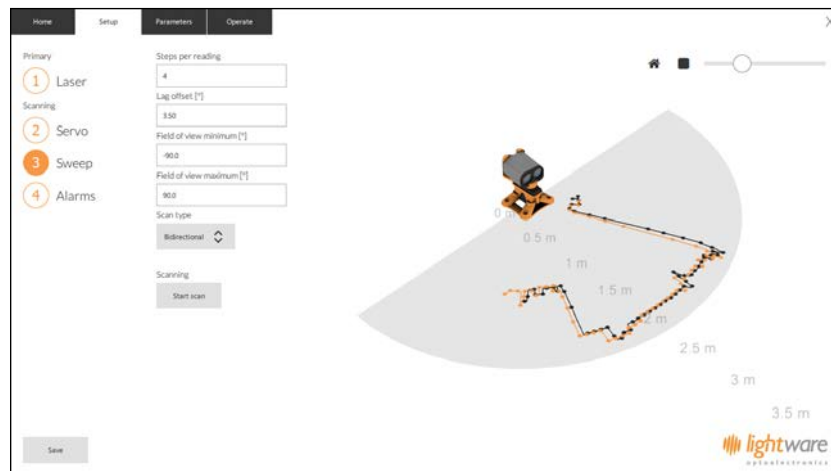 Home
Setup
Parameters
Operate
Primary
1 Laser
Scanning
2 Servo
3 Sweep
4 Alarms
Save
Steps per reading
4
Lag offset [°]
3.50
Field of view minimum [°]
-90.0
Field of view maximum [°]
90.0
Scan type
Bidirectional
Scanning
Start scan
0 m
0.5 m
1 m
1.5 m
2 m
2.5 m
3 m
3.5 m
lightware
optoelectronics